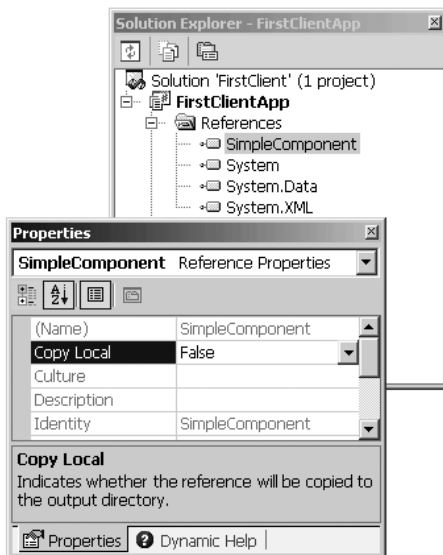 Solution Explorer - FirstClientApp
Solution 'FirstClient' (1 project)
FirstClientApp
References
SimpleComponent
System
System.Data
System.XML
Properties
SimpleComponent Reference Properties
(Name) SimpleComponent
Copy Local False
Culture
Description
Identity SimpleComponent
Copy Local
Indicates whether the reference will be copied to
the output directory.
Properties Dynamic Help